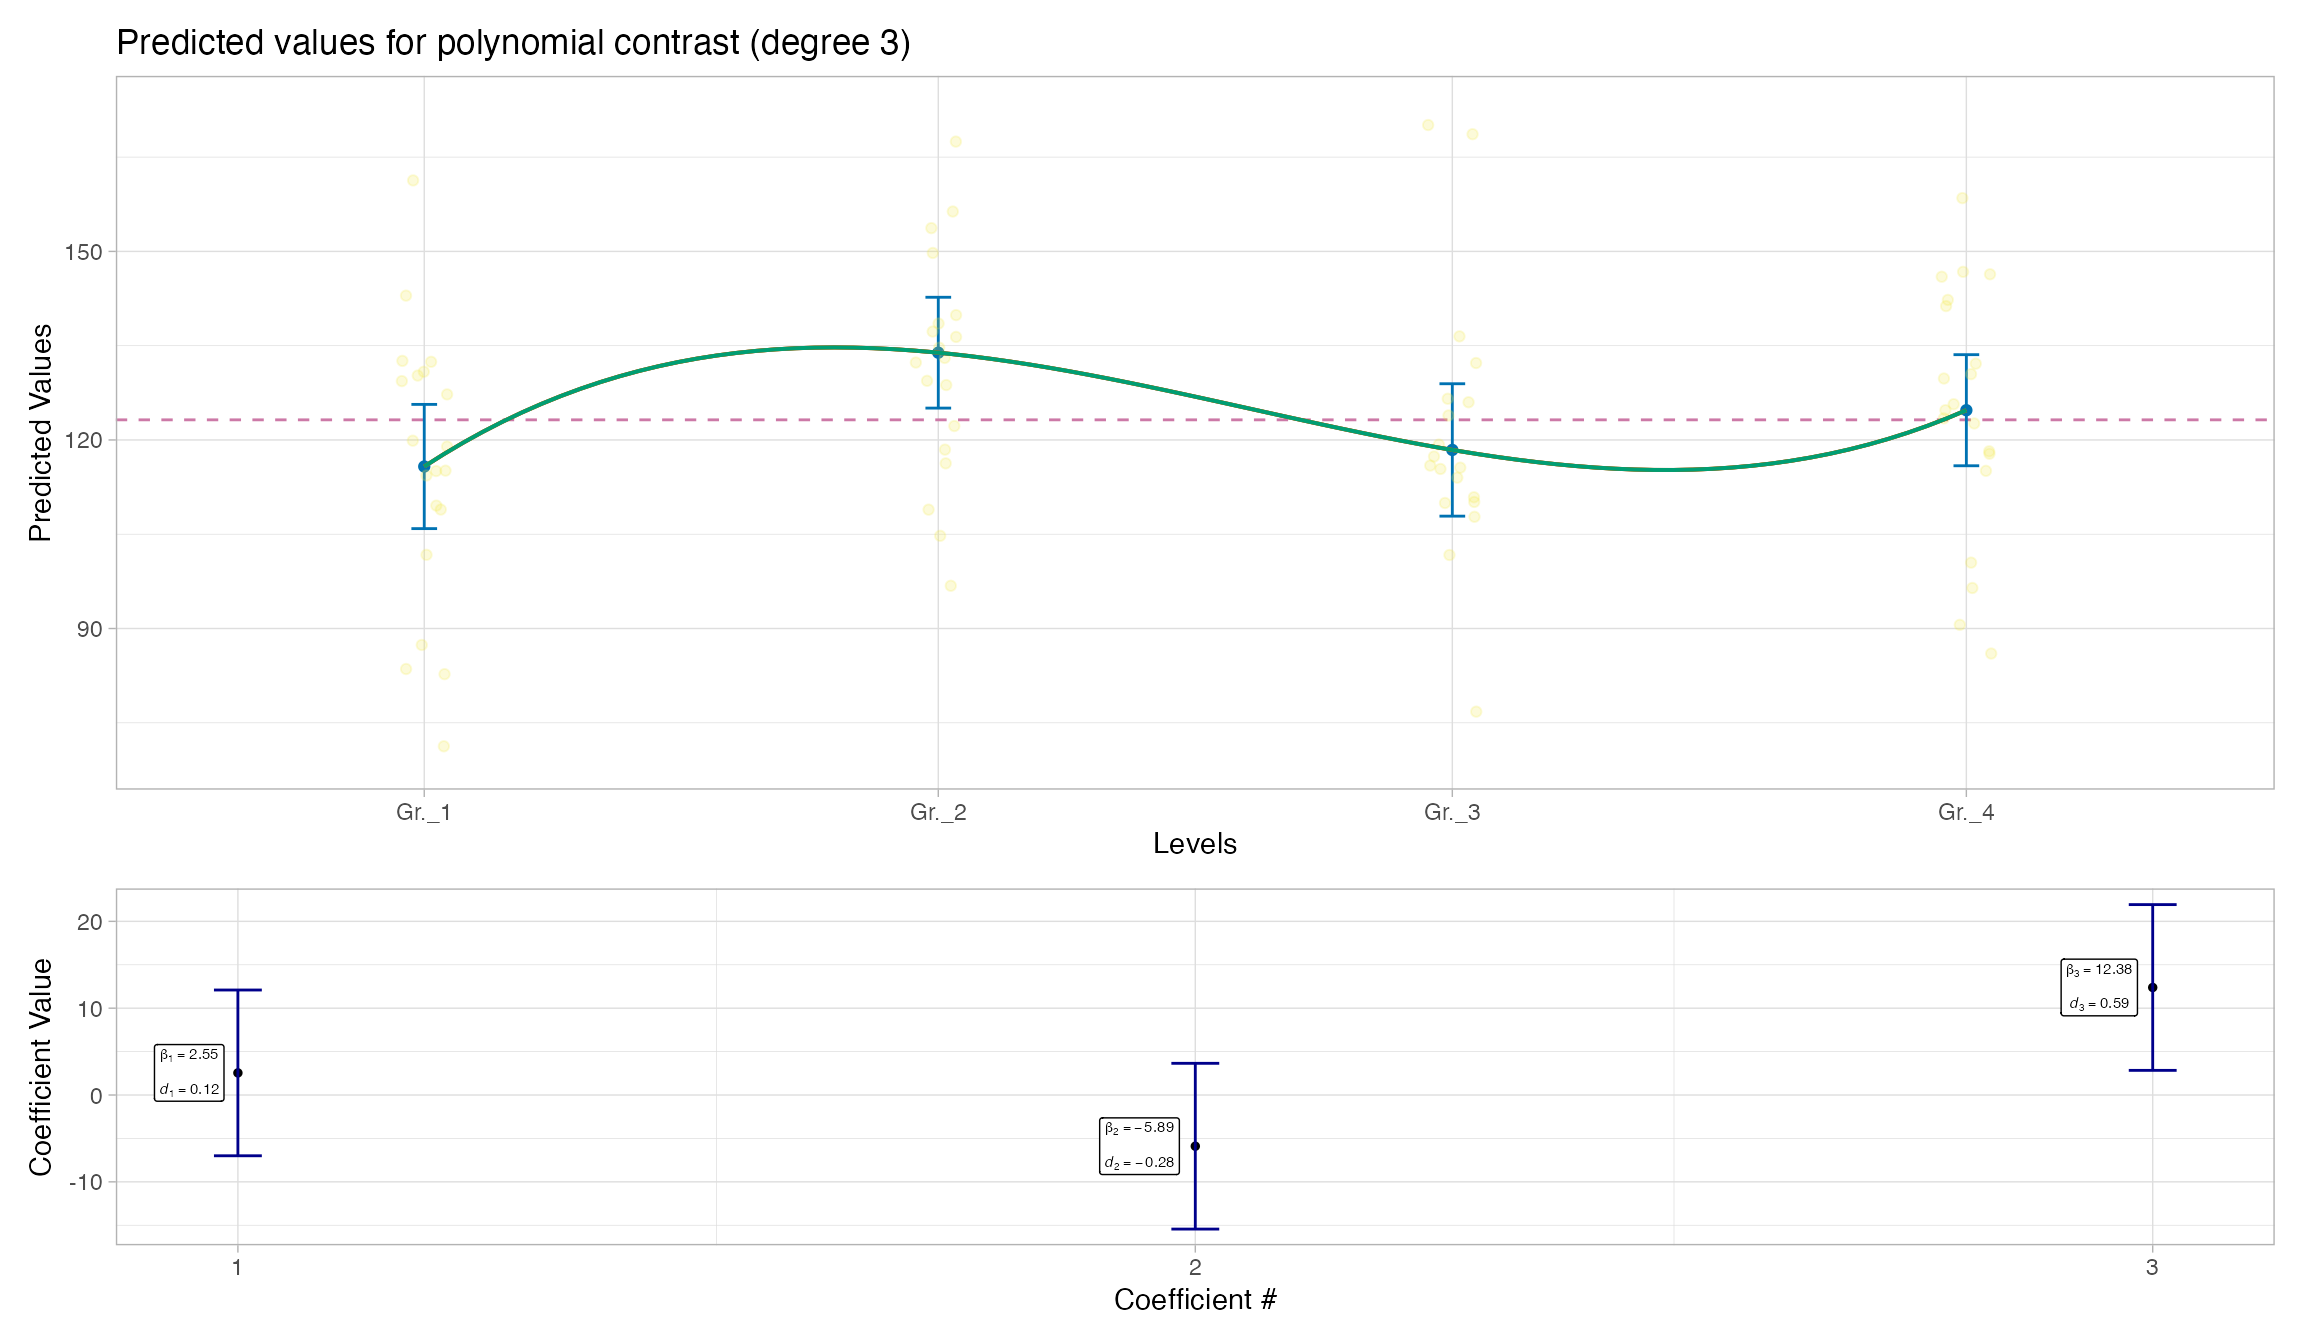 Predicted values for polynomial contrast (degree 3)
Predicted Values
150
120
90
Gr._1 Gr._2 Gr._3 Gr._4
Levels
Coefficient Value
20
10
0
-10
β₁ = 2.55
d₁ = 0.12
β₂ = −5.89
d₂ = −0.28
β₃ = 12.38
d₃ = 0.59
1 2 3
Coefficient #